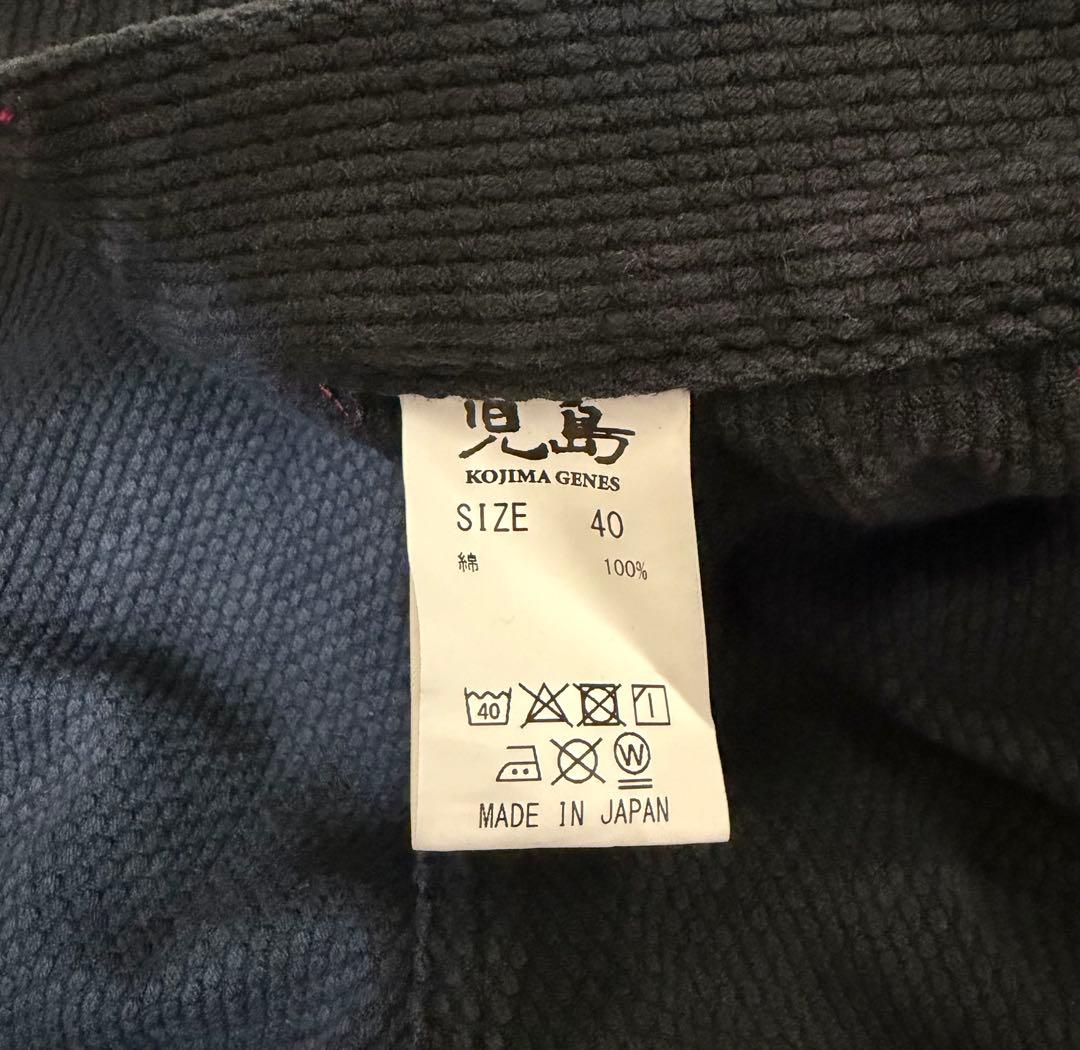 児島
KOJIMA GENES
SIZE 40
綿 100%
40
W
MADE IN JAPAN